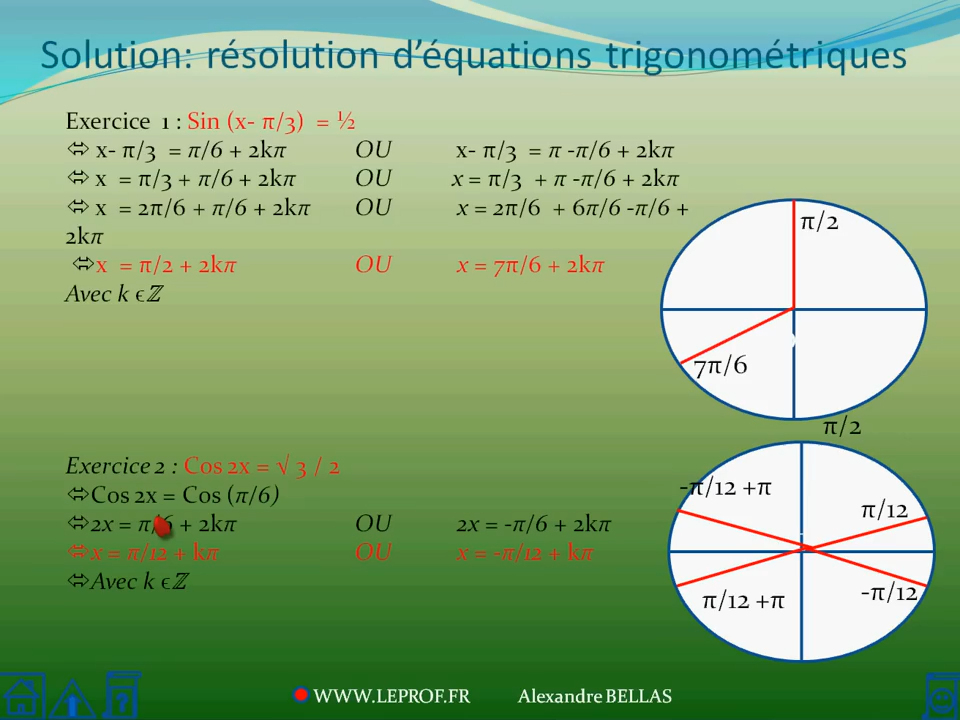 Solution: résolution d'équations trigonométriques
Exercice 1 : Sin (x- π/3) = ½
⇔ x- π/3 = π/6 + 2kπ OU x- π/3 = π -π/6 + 2kπ
⇔ x = π/3 + π/6 + 2kπ OU x = π/3 + π -π/6 + 2kπ
⇔ x = 2π/6 + π/6 + 2kπ OU x = 2π/6 + 6π/6 -π/6 +
2kπ
⇔x = π/2 + 2kπ OU x = 7π/6 + 2kπ
Avec k ϵℤ
π/2
7π/6
π/2
Exercice 2 : Cos 2x = √ 3 / 2
⇔Cos 2x = Cos (π/6)
⇔2x = π/6 + 2kπ OU 2x = -π/6 + 2kπ
⇔x = π/12 + kπ OU x = -π/12 + kπ
⇔Avec k ϵℤ
-π/12 +π
π/12
π/12 +π
-π/12
?
WWW.LEPROF.FR Alexandre BELLAS